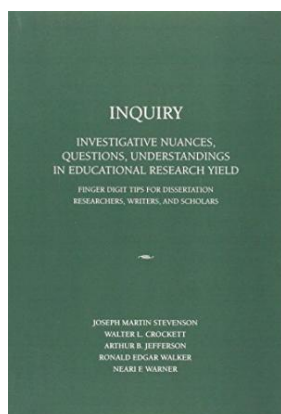 INQUIRY
INVESTIGATIVE NUANCES,
QUESTIONS, UNDERSTANDINGS
IN EDUCATIONAL RESEARCH YIELD
FINGER DIGIT TIPS FOR DISSERTATION
RESEARCHERS, WRITERS, AND SCHOLARS
JOSEPH MARTIN STEVENSON
WALTER L. CROCKETT
ARTHUR B. JEFFERSON
RONALD EDGAR WALKER
NEARI F. WARNER